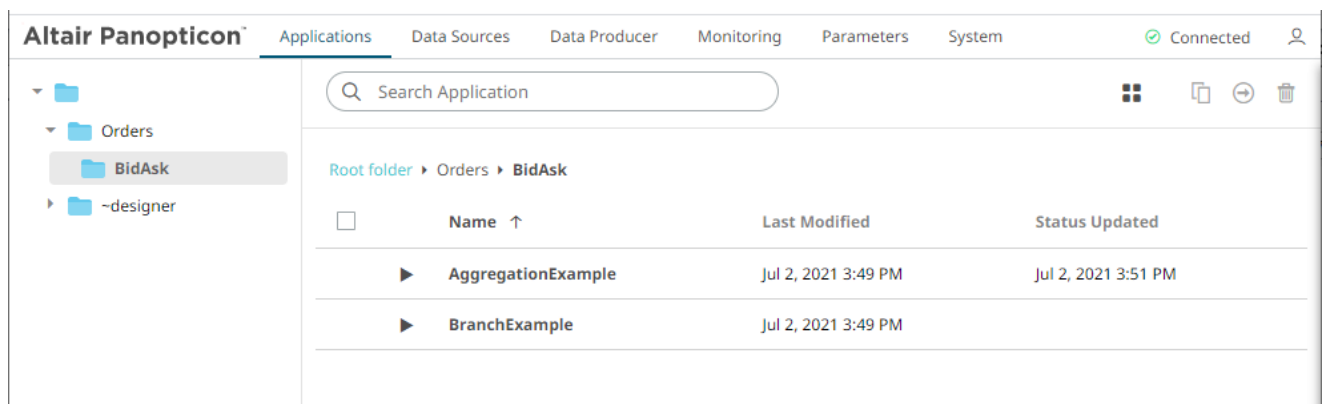 Altair Panopticon™ Applications Data Sources Data Producer Monitoring Parameters System Connected
Search Application
Orders
BidAsk
~designer
Root folder Orders BidAsk
Name ↑ Last Modified Status Updated
AggregationExample Jul 2, 2021 3:49 PM Jul 2, 2021 3:51 PM
BranchExample Jul 2, 2021 3:49 PM